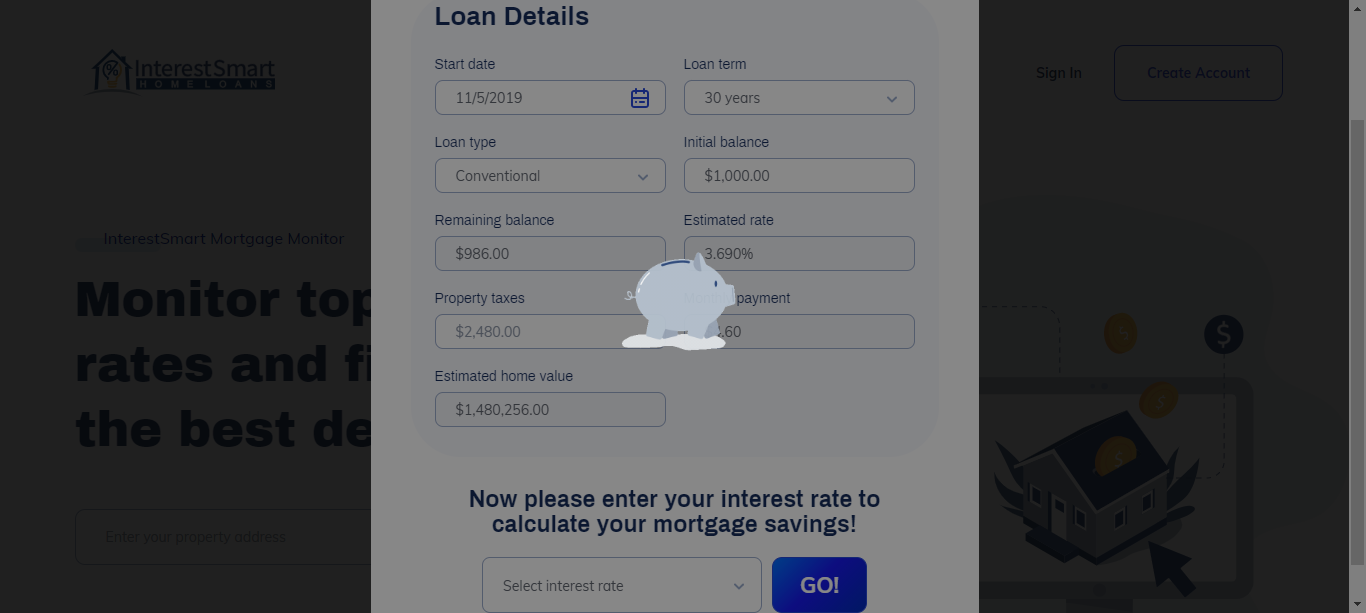 Loan Details
InterestSmart
HOME LOANS
Sign In
Create Account
Start date
Loan term
11/5/2019
30 years
Loan type
Initial balance
Conventional
$1,000.00
Remaining balance
Estimated rate
$986.00
3.690%
InterestSmart Mortgage Monitor
Monitor top
rates and fi
the best de
Property taxes
payment
$2,480.00
.60
Estimated home value
$1,480,256.00
Now please enter your interest rate to
calculate your mortgage savings!
Enter your property address
Select interest rate
GO!